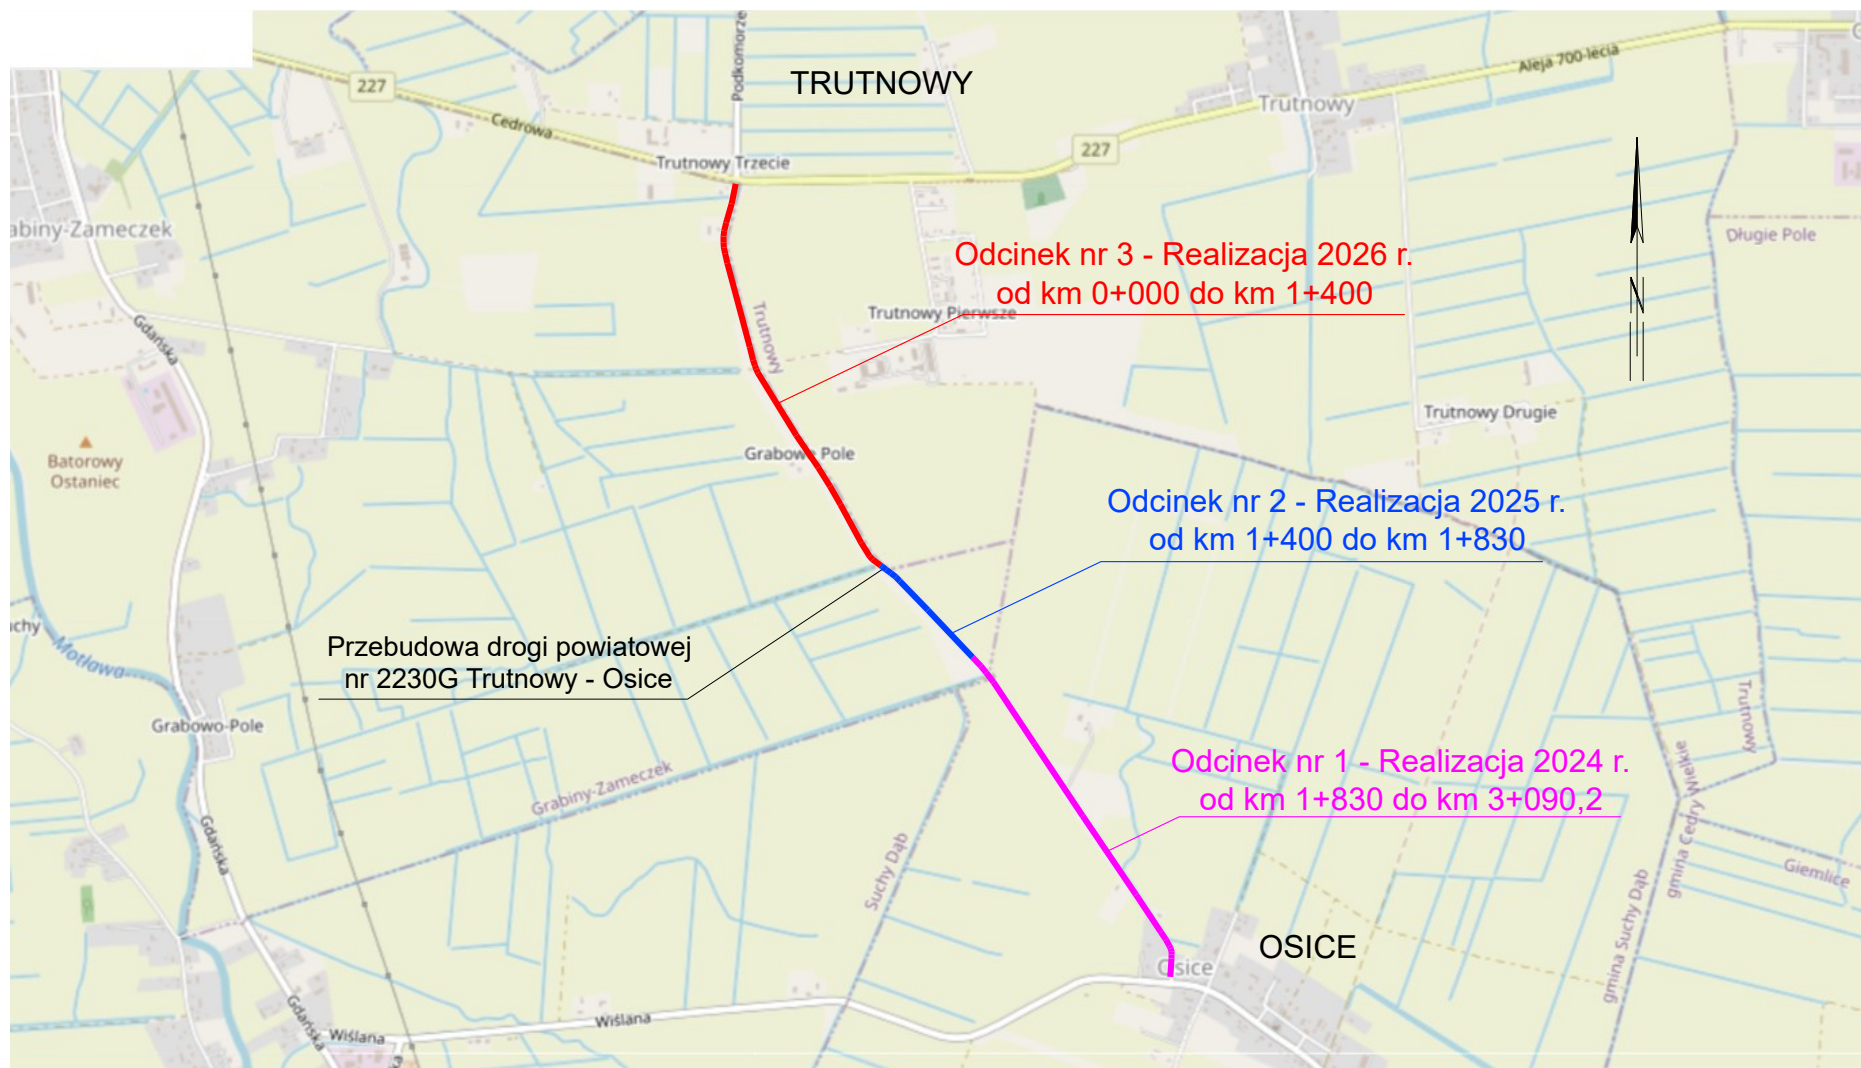 Podkomorze
TRUTNOWY
227
Aleja 700-lecia
Cedrowa
Trutnowy
227
Trutnowy Trzecie
abiny-Zameczek
Długie Pole
Odcinek nr 3 - Realizacja 2026 r.
od km 0+000 do km 1+400
Gdańska
Trutnowy
Trutnowy Pierwsze
N
Trutnowy Drugie
Batorowy
Ostaniec
Grabowo Pole
Odcinek nr 2 - Realizacja 2025 r.
od km 1+400 do km 1+830
uchy
Motława
Przebudowa drogi powiatowej
nr 2230G Trutnowy - Osice
Grabowo-Pole
Trutnowy
Grabiny-Zameczek
Odcinek nr 1 - Realizacja 2024 r.
od km 1+830 do km 3+090,2
gmina Cedry Wielkie
Gdańska
Suchy Dąb
Giemlice
gmina Suchy Dąb
OSICE
Osice
Gdańska
Wiślana
Wiślana